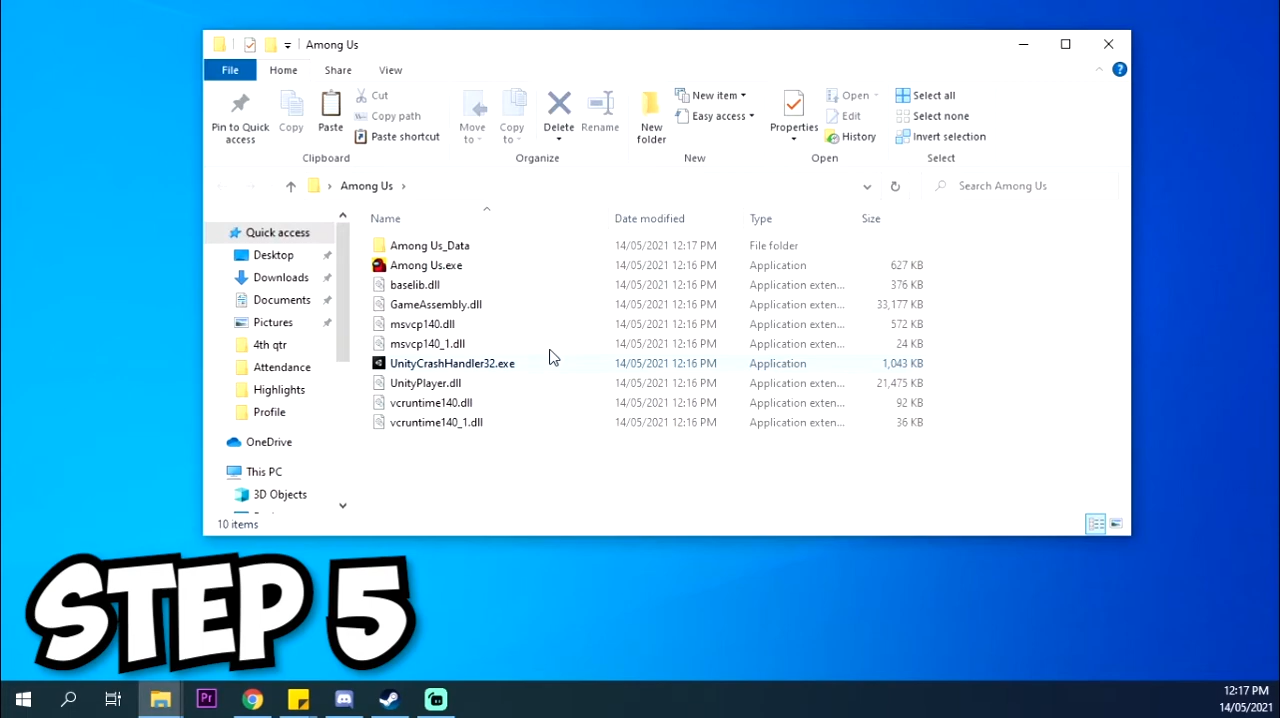 Among Us
File Home Share View
Pin to Quick access
Copy
Paste
Cut
Copy path
Paste shortcut
Clipboard
Move to
Copy to
Delete
Rename
Organize
New folder
New item
Easy access
New
Properties
Open
Edit
History
Open
Select all
Select none
Invert selection
Select
Among Us
Search Among Us
Quick access
Desktop
Downloads
Documents
Pictures
4th qtr
Attendance
Highlights
Profile
OneDrive
This PC
3D Objects
Name Date modified Type Size
Among Us_Data 14/05/2021 12:17 PM File folder
Among Us.exe 14/05/2021 12:16 PM Application 627 KB
baselib.dll 14/05/2021 12:16 PM Application exten... 376 KB
GameAssembly.dll 14/05/2021 12:16 PM Application exten... 33,177 KB
msvcp140.dll 14/05/2021 12:16 PM Application exten... 572 KB
msvcp140_1.dll 14/05/2021 12:16 PM Application exten... 24 KB
UnityCrashHandler32.exe 14/05/2021 12:16 PM Application 1,043 KB
UnityPlayer.dll 14/05/2021 12:16 PM Application exten... 21,475 KB
vcruntime140.dll 14/05/2021 12:16 PM Application exten... 92 KB
vcruntime140_1.dll 14/05/2021 12:16 PM Application exten... 36 KB
10 items
STEP 5
Pr
12:17 PM
14/05/2021